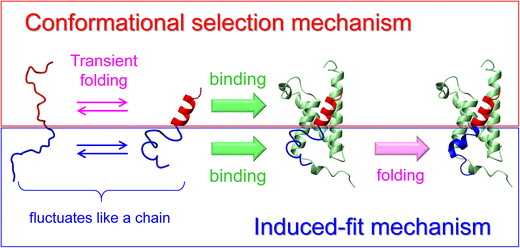 Conformational selection mechanism
Transient
folding
binding
binding
folding
fluctuates like a chain
Induced-fit mechanism